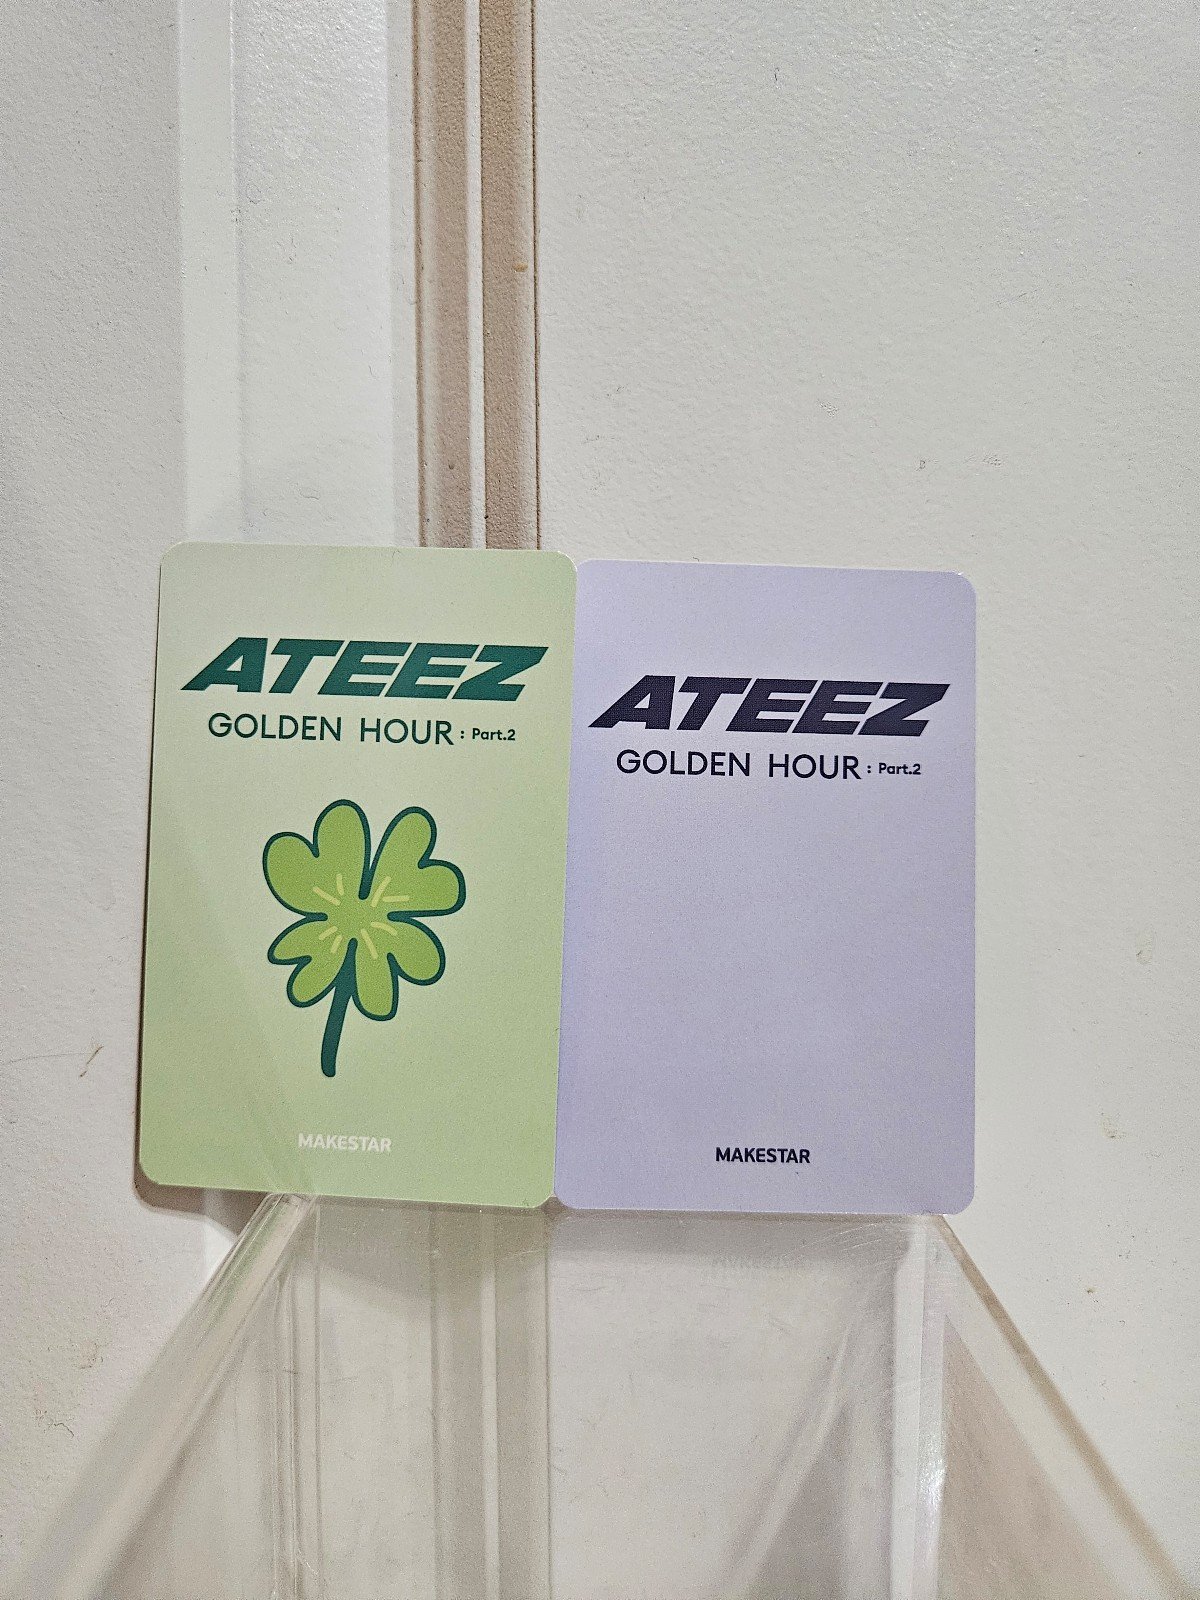 ATEEZ
GOLDEN HOUR : Part.2
MAKESTAR
ATEEZ
GOLDEN HOUR : Part.2
MAKESTAR